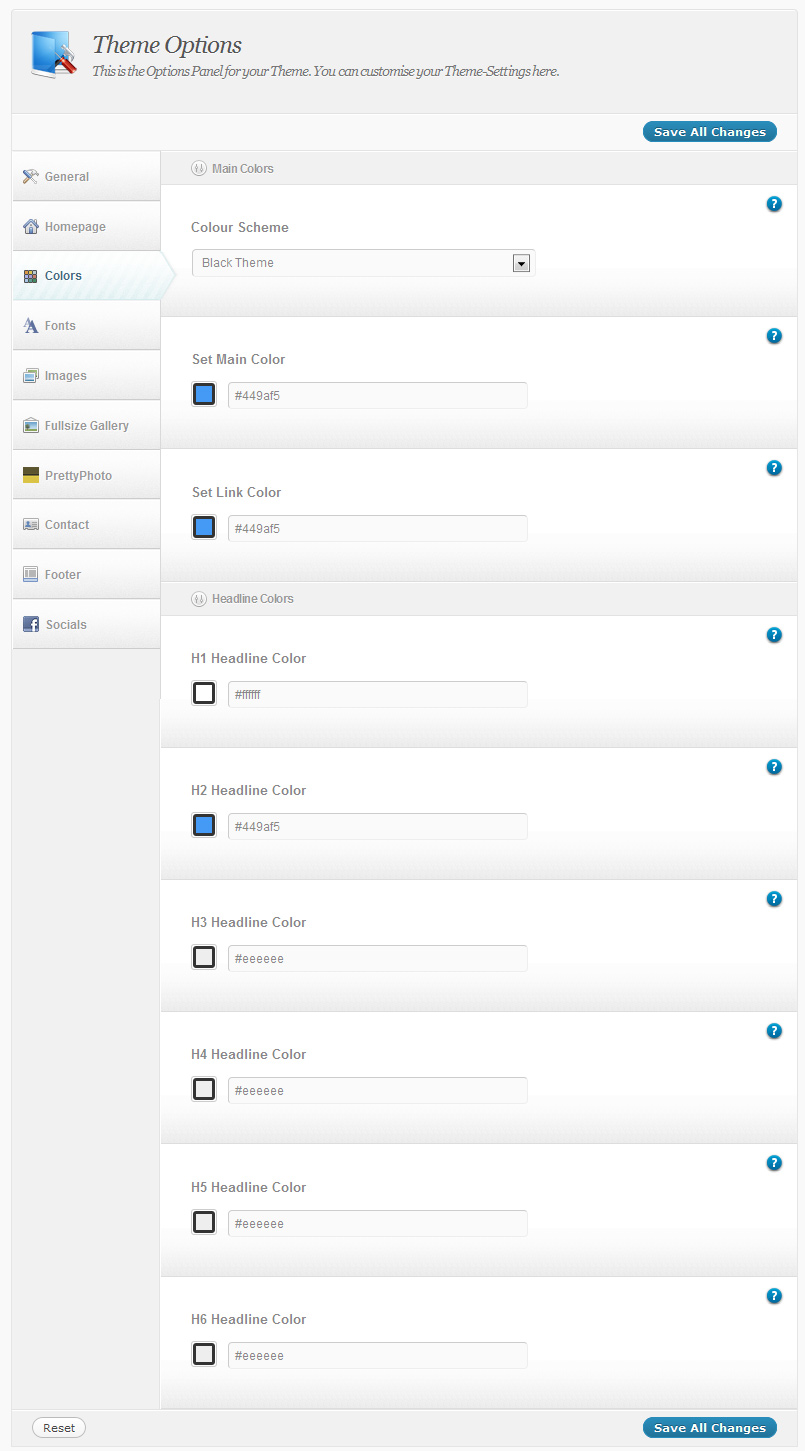 Theme Options
This is the Options Panel for your Theme. You can customise your Theme-Settings here.
Save All Changes
General
Homepage
Colors
Fonts
Images
Fullsize Gallery
PrettyPhoto
Contact
Footer
Socials
Main Colors
?
Colour Scheme
Black Theme
?
Set Main Color
#449af5
?
Set Link Color
#449af5
Headline Colors
?
H1 Headline Color
#ffffff
?
H2 Headline Color
#449af5
?
H3 Headline Color
#eeeeee
?
H4 Headline Color
#eeeeee
?
H5 Headline Color
#eeeeee
?
H6 Headline Color
#eeeeee
Reset
Save All Changes